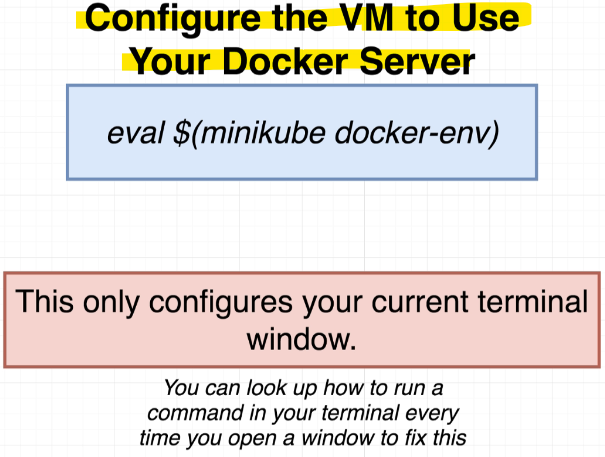 Configure the VM to Use
Your Docker Server
eval $(minikube docker-env)
This only configures your current terminal
window.
You can look up how to run a
command in your terminal every
time you open a window to fix this